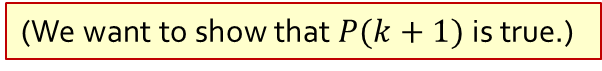 (We want to show that P(k + 1) is true.)